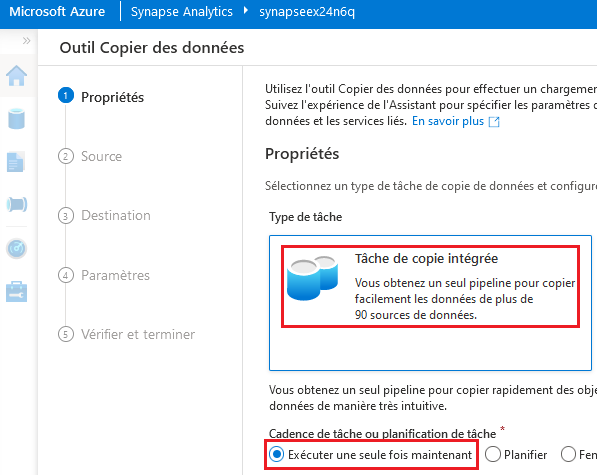 Microsoft Azure
Synapse Analytics
synapseex24n6q
Outil Copier des données
1 Propriétés
2 Source
3 Destination
4 Paramètres
5 Vérifier et terminer
Utilisez l'outil Copier des données pour effectuer un chargemen
Suivez l'expérience de l'Assistant pour spécifier les paramètres d
données et les services liés. En savoir plus
Propriétés
Sélectionnez un type de tâche de copie de données et configure
Type de tâche
Tâche de copie intégrée
Vous obtenez un seul pipeline pour copier
facilement les données de plus de
90 sources de données.
Vous obtenez un seul pipeline pour copier rapidement des obje
données de manière très intuitive.
Cadence de tâche ou planification de tâche *
Exécuter une seule fois maintenant Planifier Fen